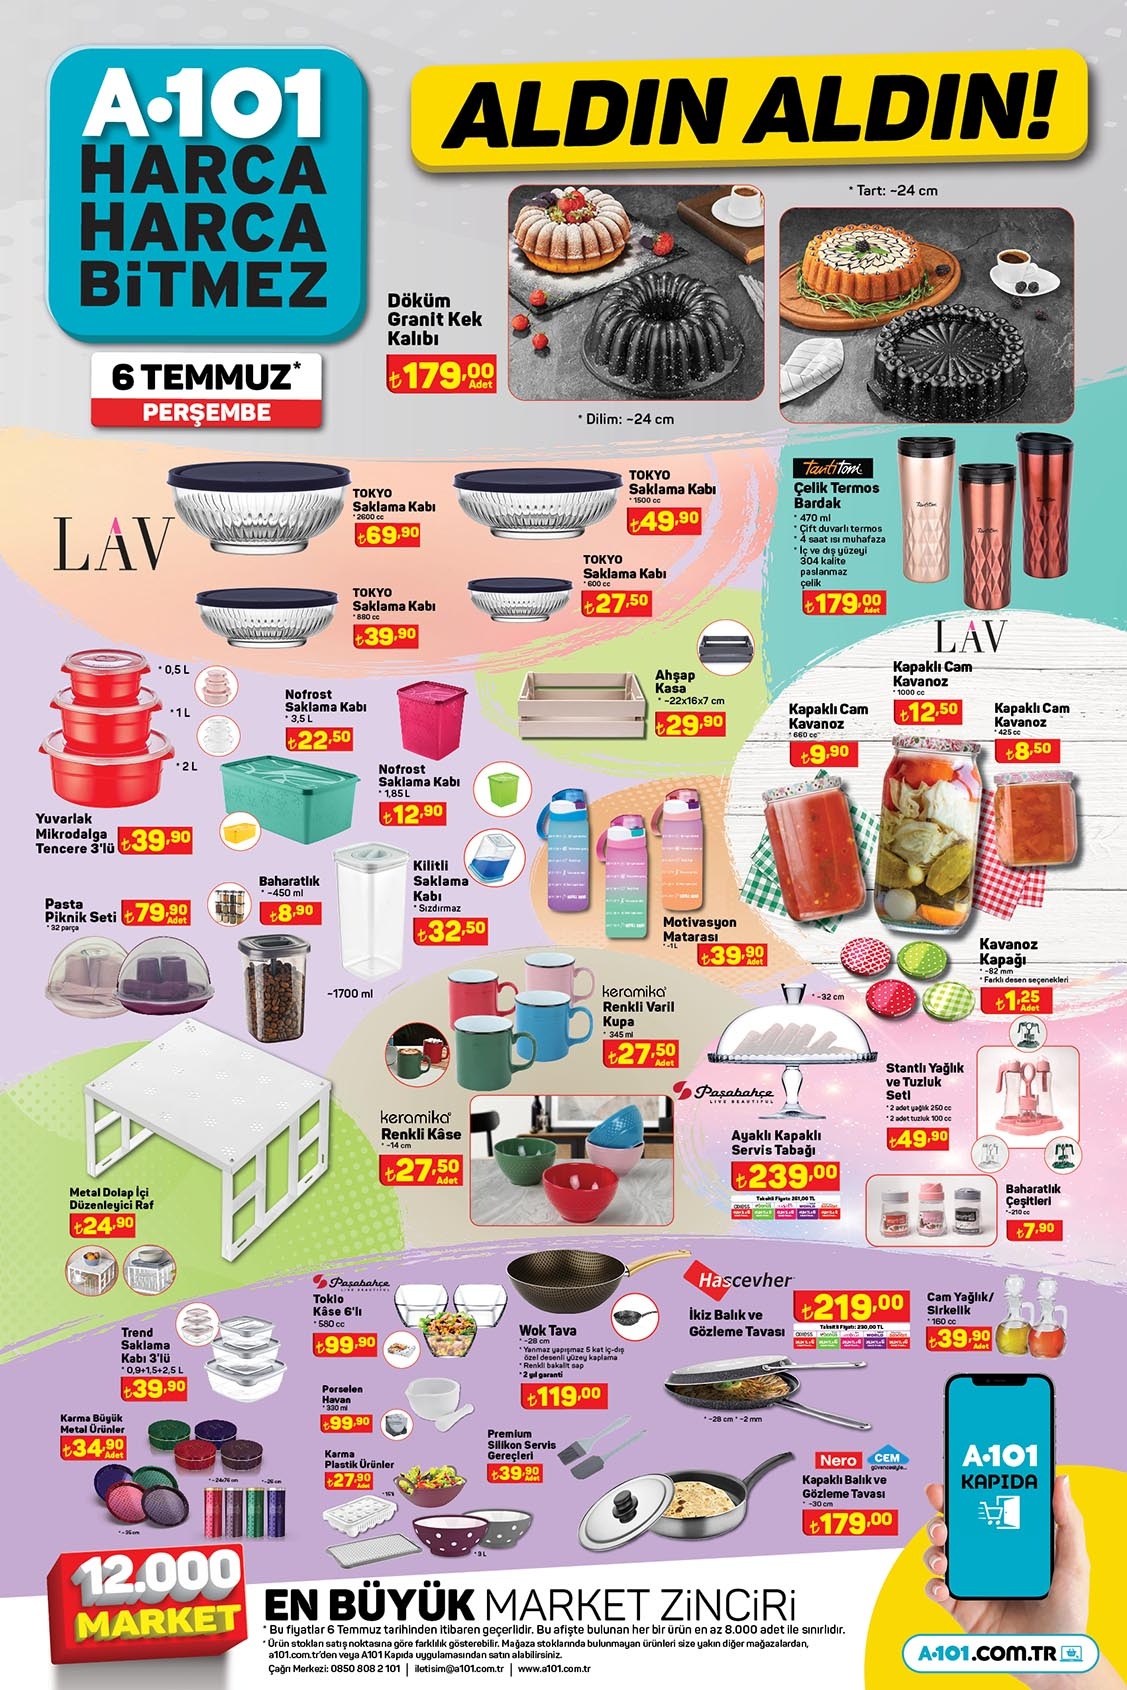 A•101
HARCA
HARCA
BiTMEZ
ALDIN ALDIN!
6 TEMMUZ*
PERŞEMBE
Döküm
Granit Kek
Kalıbı
₺179,00
Adet
* Dilim: ~24 cm
* Tart: ~24 cm
LAV
TOKYO
Saklama Kabı
* 2600 cc
₺69,90
TOKYO
Saklama Kabı
* 1500 cc
₺49,90
TOKYO
Saklama Kabı
* 880 cc
₺39,90
TOKYO
Saklama Kabı
* 600 cc
₺27,50
TantiToni
Çelik Termos
Bardak
* 470 ml
* Çift duvarlı termos
* 4 saat ısı muhafaza
* İç ve dış yüzeyi
304 kalite
paslanmaz
çelik
₺179,00
Adet
* 0,5 L
* 1 L
* 2 L
Yuvarlak
Mikrodalga
Tencere 3'lü
₺39,90
Nofrost
Saklama Kabı
* 3,5 L
₺22,50
Nofrost
Saklama Kabı
* 1,85 L
₺12,90
Ahşap
Kasa
* ~22x16x7 cm
₺29,90
LAV
Kapaklı Cam
Kavanoz
* 1000 cc
₺12,50
Kapaklı Cam
Kavanoz
* 660 cc
₺9,90
Kapaklı Cam
Kavanoz
* 425 cc
₺8,50
Kavanoz
Kapağı
* ~82 mm
* Farklı desen seçenekleri
₺1,25
Adet
Pasta
Piknik Seti
* 32 parça
₺79,90
Adet
Baharatlık
* ~450 ml
₺8,90
Kilitli
Saklama
Kabı
* Sızdırmaz
₺32,50
~1700 ml
Motivasyon
Matarası
* ~1 L
₺39,90
Adet
keramika
Renkli Varil
Kupa
* 345 ml
₺27,50
Adet
keramika
Renkli Kâse
* ~14 cm
₺27,50
Adet
* ~32 cm
Paşabahçe
LIVE BEAUTIFUL
Ayaklı Kapaklı
Servis Tabağı
₺239,00
Taksitli Fiyatı: 261,00 TL
Stantlı Yağlık
ve Tuzluk
Seti
* 2 adet yağlık 250 cc
* 2 adet tuzluk 100 cc
₺49,90
Baharatlık
Çeşitleri
* ~210 cc
₺7,90
Metal Dolap İçi
Düzenleyici Raf
₺24,90
Trend
Saklama
Kabı 3'lü
* 0,9+1,5+2,5 L
₺39,90
Paşabahçe
LIVE BEAUTIFUL
Tokio
Kâse 6'lı
* 580 cc
₺99,90
Wok Tava
* ~28 cm
* Yanmaz yapışmaz 5 kat iç-dış
özel desenli yüzey kaplama
* Renkli bakalit sap
* 2 yıl garanti
₺119,00
Hascevher
İkiz Balık ve
Gözleme Tavası
₺219,00
Taksitli Fiyatı: 230,00 TL
* ~28 cm * ~2 mm
Cam Yağlık/
Sirkelik
* 160 cc
₺39,90
Adet
Karma Büyük
Metal Ürünler
₺34,90
Adet
* ~24x76 cm
* ~26 cm
* ~35 cm
Porselen
Havan
* 330 ml
₺99,90
Karma
Plastik Ürünler
₺27,90
Adet
* 3 L
Premium
Silikon Servis
Gereçleri
₺39,90
Adet
Nero
CEM
güvencesiyle...
Kapaklı Balık ve
Gözleme Tavası
* ~30 cm
₺179,00
A•101
KAPIDA
12.000
MARKET
EN BÜYÜK MARKET ZiNCiRi
* Bu fiyatlar 6 Temmuz tarihinden itibaren geçerlidir. Bu afişte bulunan her bir ürün en az 8.000 adet ile sınırlıdır.
* Ürün stokları satış noktasına göre farklılık gösterebilir. Mağaza stoklarında bulunmayan ürünleri size yakın diğer mağazalardan,
a101.com.tr'den veya A101 Kapıda uygulamasından satın alabilirsiniz.
Çağrı Merkezi: 0850 808 2 101 | iletisim@a101.com.tr | www.a101.com.tr
A•101.COM.TR